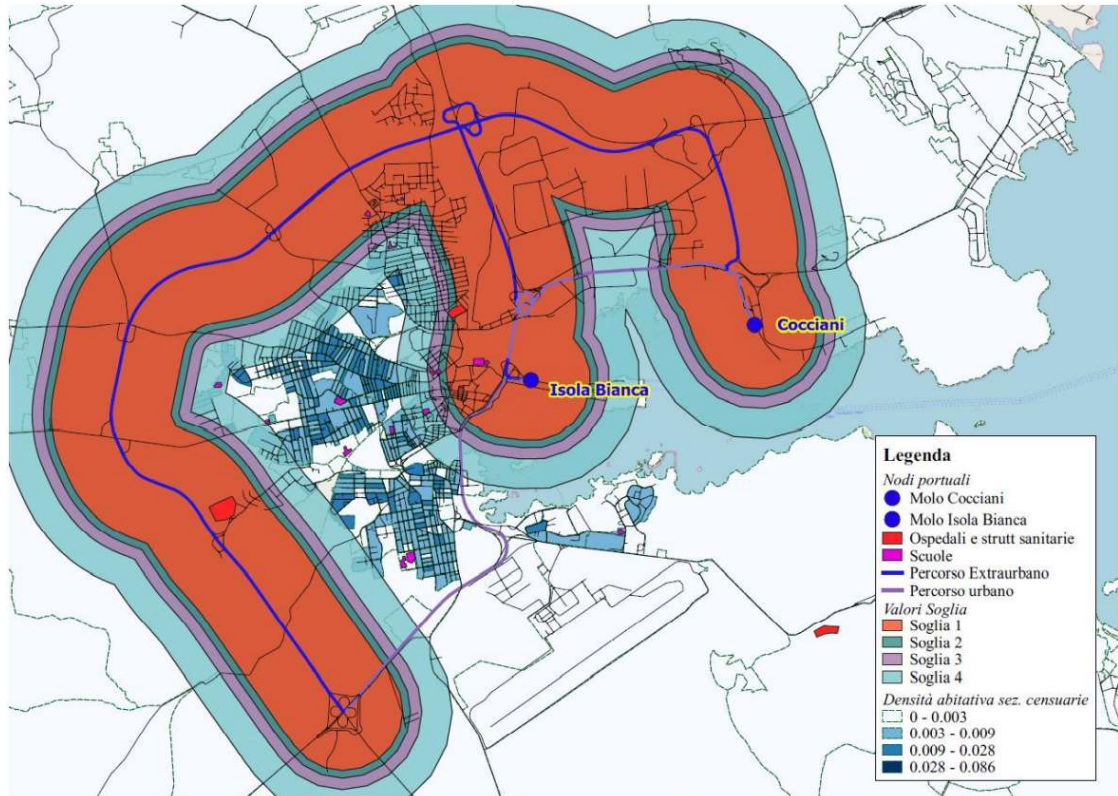 Cocciani
Isola Bianca
Legenda
Nodi portuali
Molo Cocciani
Molo Isola Bianca
Ospedali e strutt sanitarie
Scuole
Percorso Extraurbano
Percorso urbano
Valori Soglia
Soglia 1
Soglia 2
Soglia 3
Soglia 4
Densità abitativa sez. censuarie
0 - 0.003
0.003 - 0.009
0.009 - 0.028
0.028 - 0.086